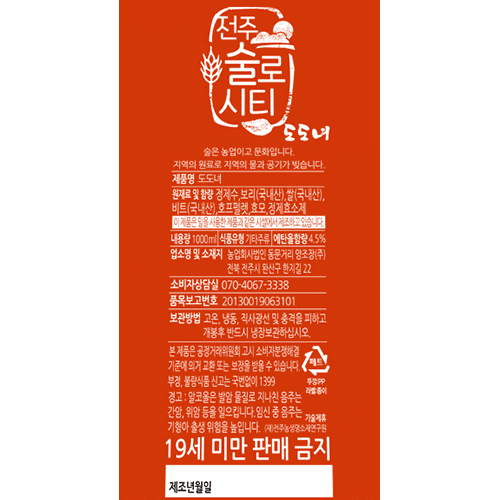 전주
술로
시티
도도녀
술은 농업이고 문화입니다.
지역의 원료로 지역의 물과 공기가 빚습니다.
제품명 도도녀
원재료 및 함량 정제수,보리(국내산),쌀(국내산),
비트(국내산),호프펠렛,효모,정제효소제
이 제품은 밀을 사용한 제품과 같은 시설에서 제조하고 있습니다.
내용량 1000ml 식품유형 기타주류 에탄올함량 4.5%
업소명 및 소재지 농업회사법인 동문거리 양조장(주)
전북 전주시 완산구 한지길 22
소비자상담실 070-4067-3338
품목보고번호 20130019063101
보관방법 고온, 냉동, 직사광선 및 충격을 피하고
개봉후 반드시 냉장보관하십시오.
본 제품은 공정거래위원회 고시 소비자분쟁해결
기준에 의거 교환 또는 보장을 받을 수 있습니다.
부정, 불량식품 신고는 국번없이 1399
페트
뚜껑:PP
라벨:종이
경고 : 알코올은 발암 물질로 지나친 음주는
간암, 위암 등을 일으킵니다. 임신 중 음주는
기형아 출생 위험을 높입니다.
기술제휴
(재)전주농생명소재연구원
19세 미만 판매 금지
제조년월일